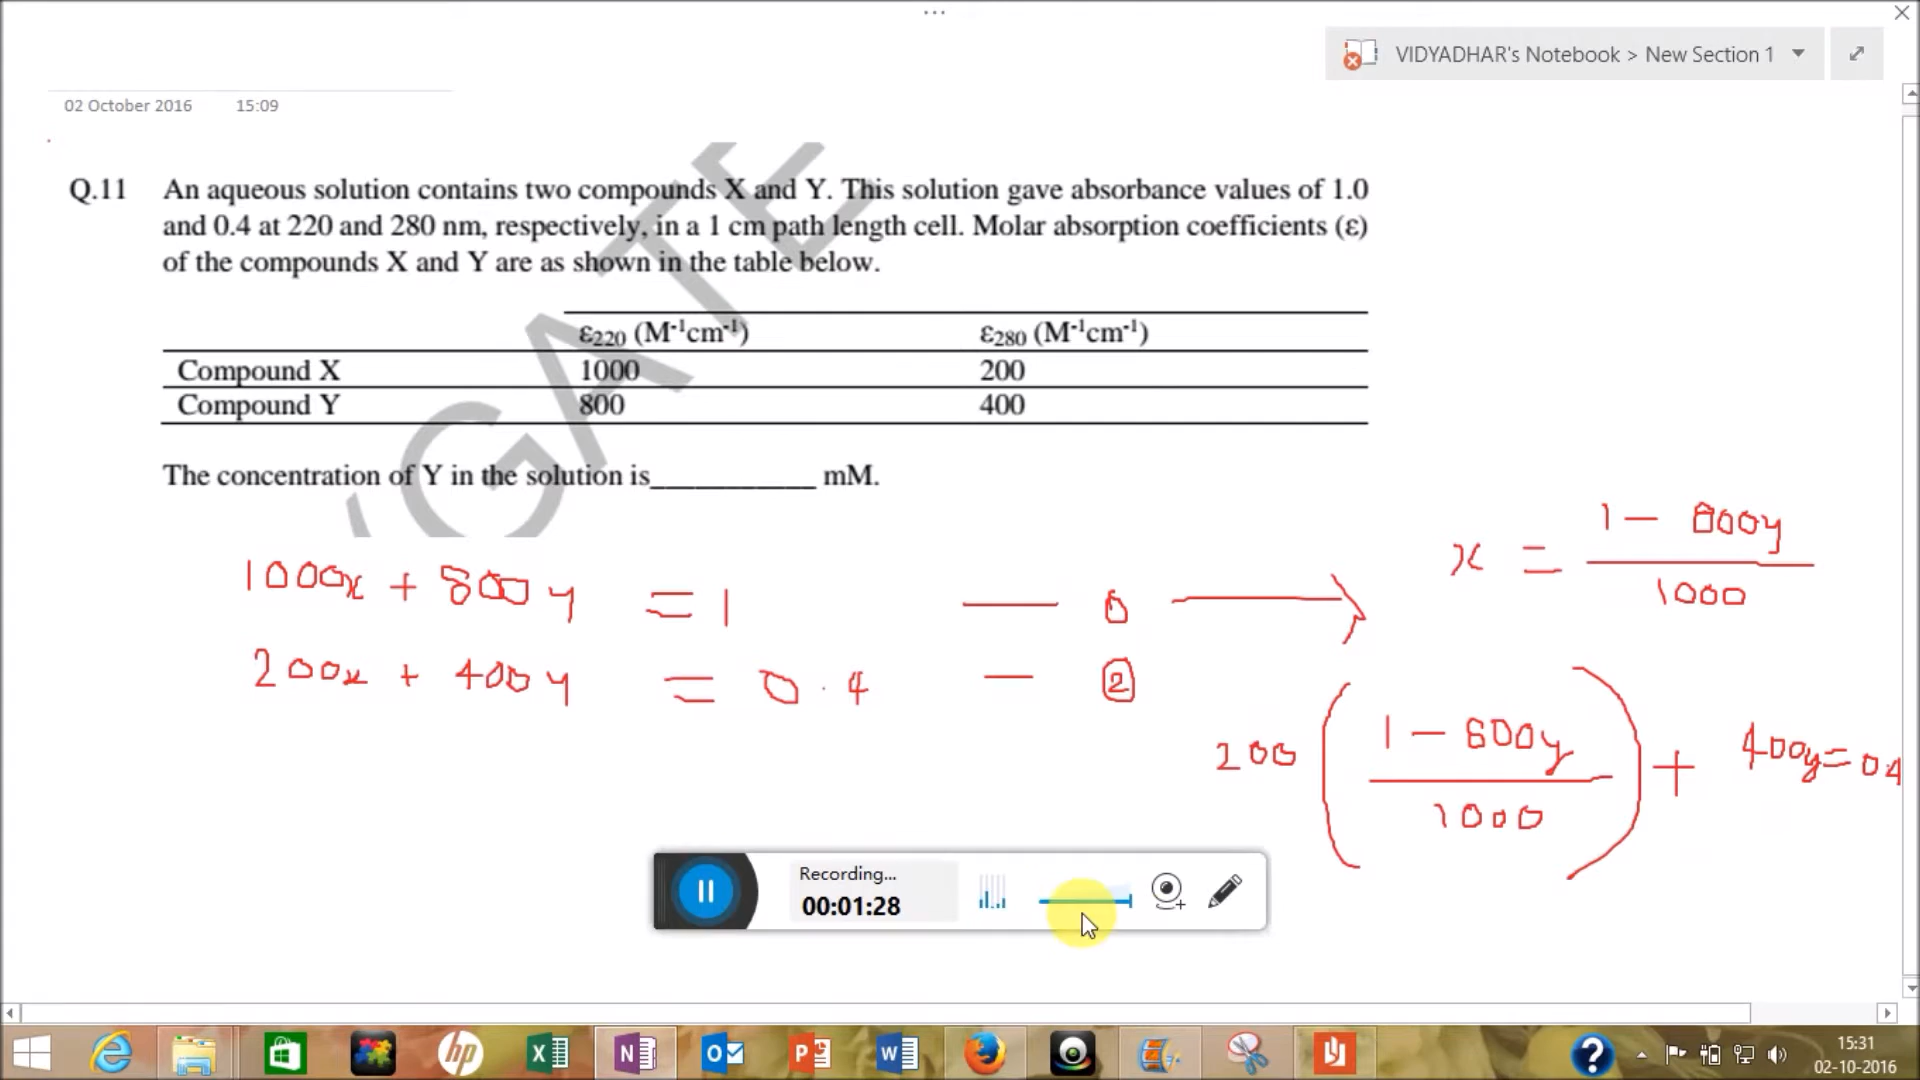 VIDYADHAR's Notebook > New Section 1
02 October 2016 15:09
Q.11 An aqueous solution contains two compounds X and Y. This solution gave absorbance values of 1.0
and 0.4 at 220 and 280 nm, respectively, in a 1 cm path length cell. Molar absorption coefficients (ε)
of the compounds X and Y are as shown in the table below.
ε220 (M-1cm-1) ε280 (M-1cm-1)
Compound X 1000 200
Compound Y 800 400
The concentration of Y in the solution is____________ mM.
GATE
x = (1 - 800y)/1000
1000x + 800y = 1
200x + 400y = 0.4 — ②
200 ((1 - 800y)/1000) + 400y = 0.4
Recording...
00:01:28
15:31
02-10-2016